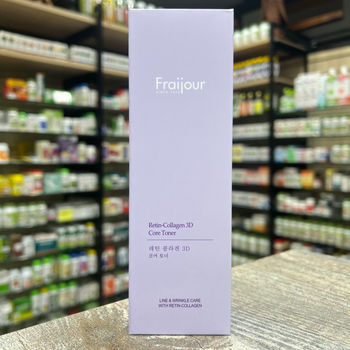 Fraijour
Retin-Collagen 3D
Core Toner
레틴 콜라겐 3D
코어 토너
LINE & WRINKLE CARE
WITH RETIN-COLLAGEN